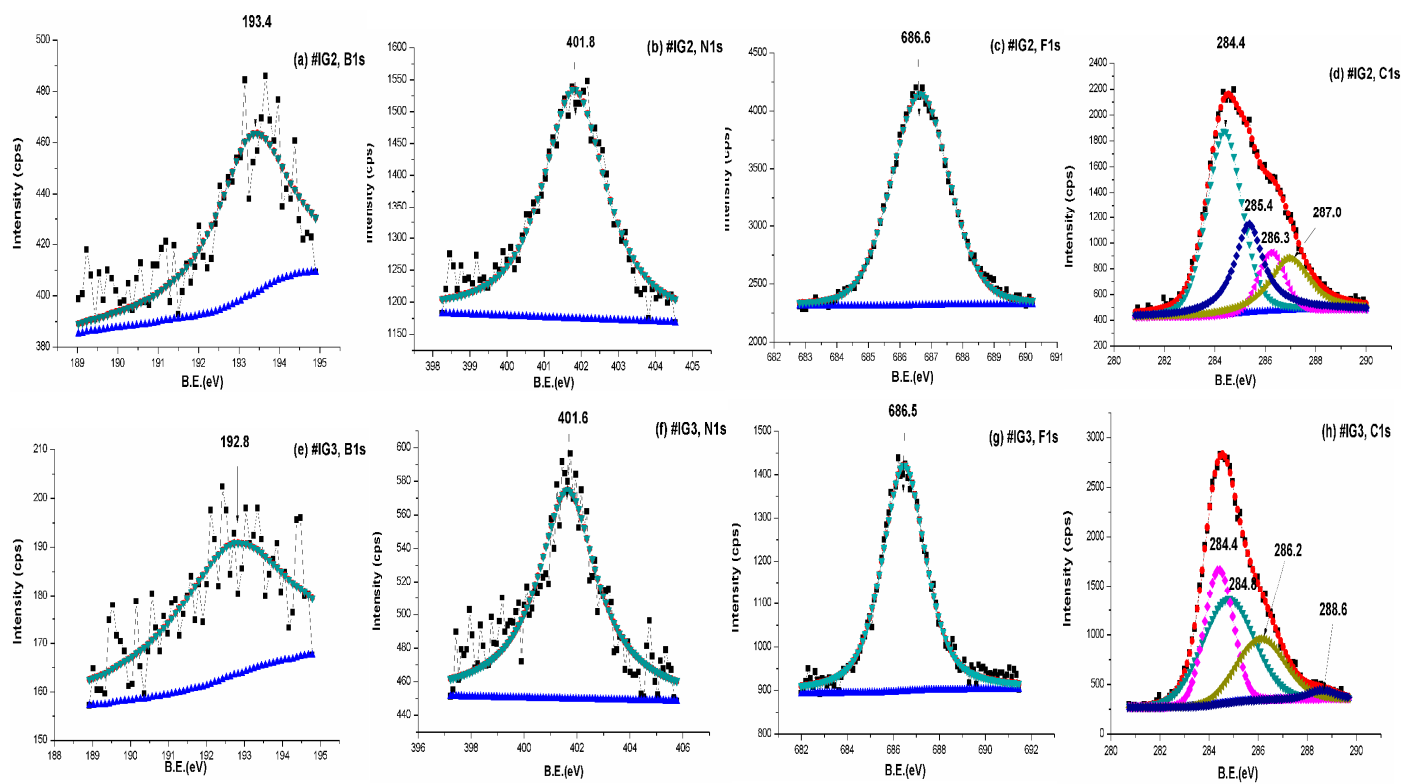 193.4
(a) #IG2, B1s
500
480
460
440
420
400
380
Intensity (cps)
189 190 191 192 193 194 195
B.E.(eV)
401.8
(b) #IG2, N1s
1600
1550
1500
1450
1400
1350
1300
1250
1200
1150
Intensity (cps)
398 399 400 401 402 403 404 405
B.E.(eV)
686.6
(c) #IG2, F1s
4500
4250
4000
3750
3500
3250
3000
2750
2500
2250
2000
Intensity (cps)
682 683 684 685 686 687 688 689 690 691
B.E.(eV)
284.4
(d) #IG2, C1s
2400
2200
2000
1800
1600
1400
1200
1000
800
600
400
200
Intensity (cps)
285.4
286.3
287.0
280 282 284 286 288 290
B.E.(eV)
192.8
(e) #IG3, B1s
210
200
190
180
170
160
150
Intensity (cps)
188 189 190 191 192 193 194 195
B.E.(eV)
401.6
(f) #IG3, N1s
600
580
560
540
520
500
480
460
440
Intensity (cps)
396 398 400 402 404 406
B.E.(eV)
686.5
(g) #IG3, F1s
1500
1400
1300
1200
1100
1000
900
800
Intensity (cps)
682 684 686 688 690 692
B.E.(eV)
(h) #IG3, C1s
3000
2500
2000
1500
1000
500
0
Intensity (cps)
284.4
284.8
286.2
288.6
280 282 284 286 288 290
B.E.(eV)